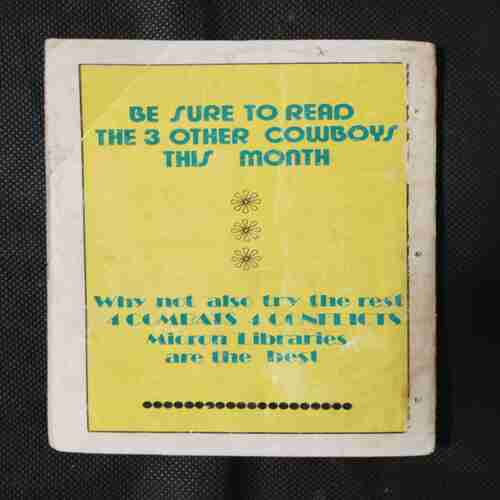 BE SURE TO READ
THE 3 OTHER COWBOYS
THIS MONTH
Why not also try the rest
4 COMBATS 4 CONFLICTS
Micron Libraries
are the best